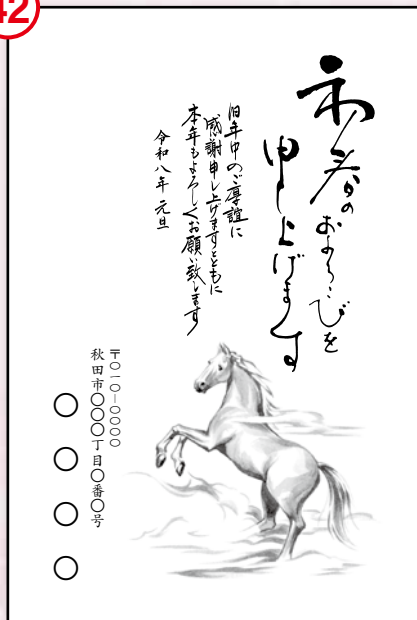 42
初春のおよろこびを
申し上げます
旧年中のご厚誼に
感謝申し上げますとともに
本年もよろしくお願い致します
令和八年 元旦
〒〇一〇-〇〇〇〇
秋田市〇〇〇丁目〇番〇号
〇〇〇〇